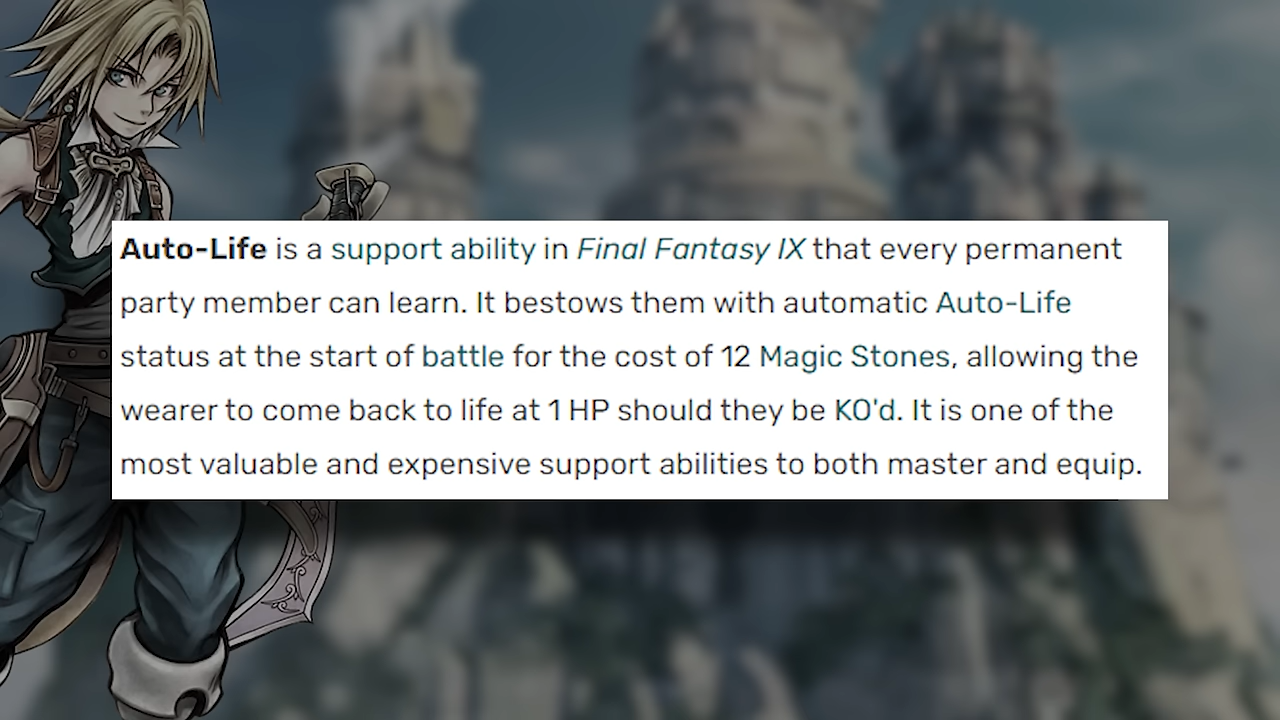 Auto-Life is a support ability in Final Fantasy IX that every permanent
party member can learn. It bestows them with automatic Auto-Life
status at the start of battle for the cost of 12 Magic Stones, allowing the
wearer to come back to life at 1 HP should they be KO'd. It is one of the
most valuable and expensive support abilities to both master and equip.